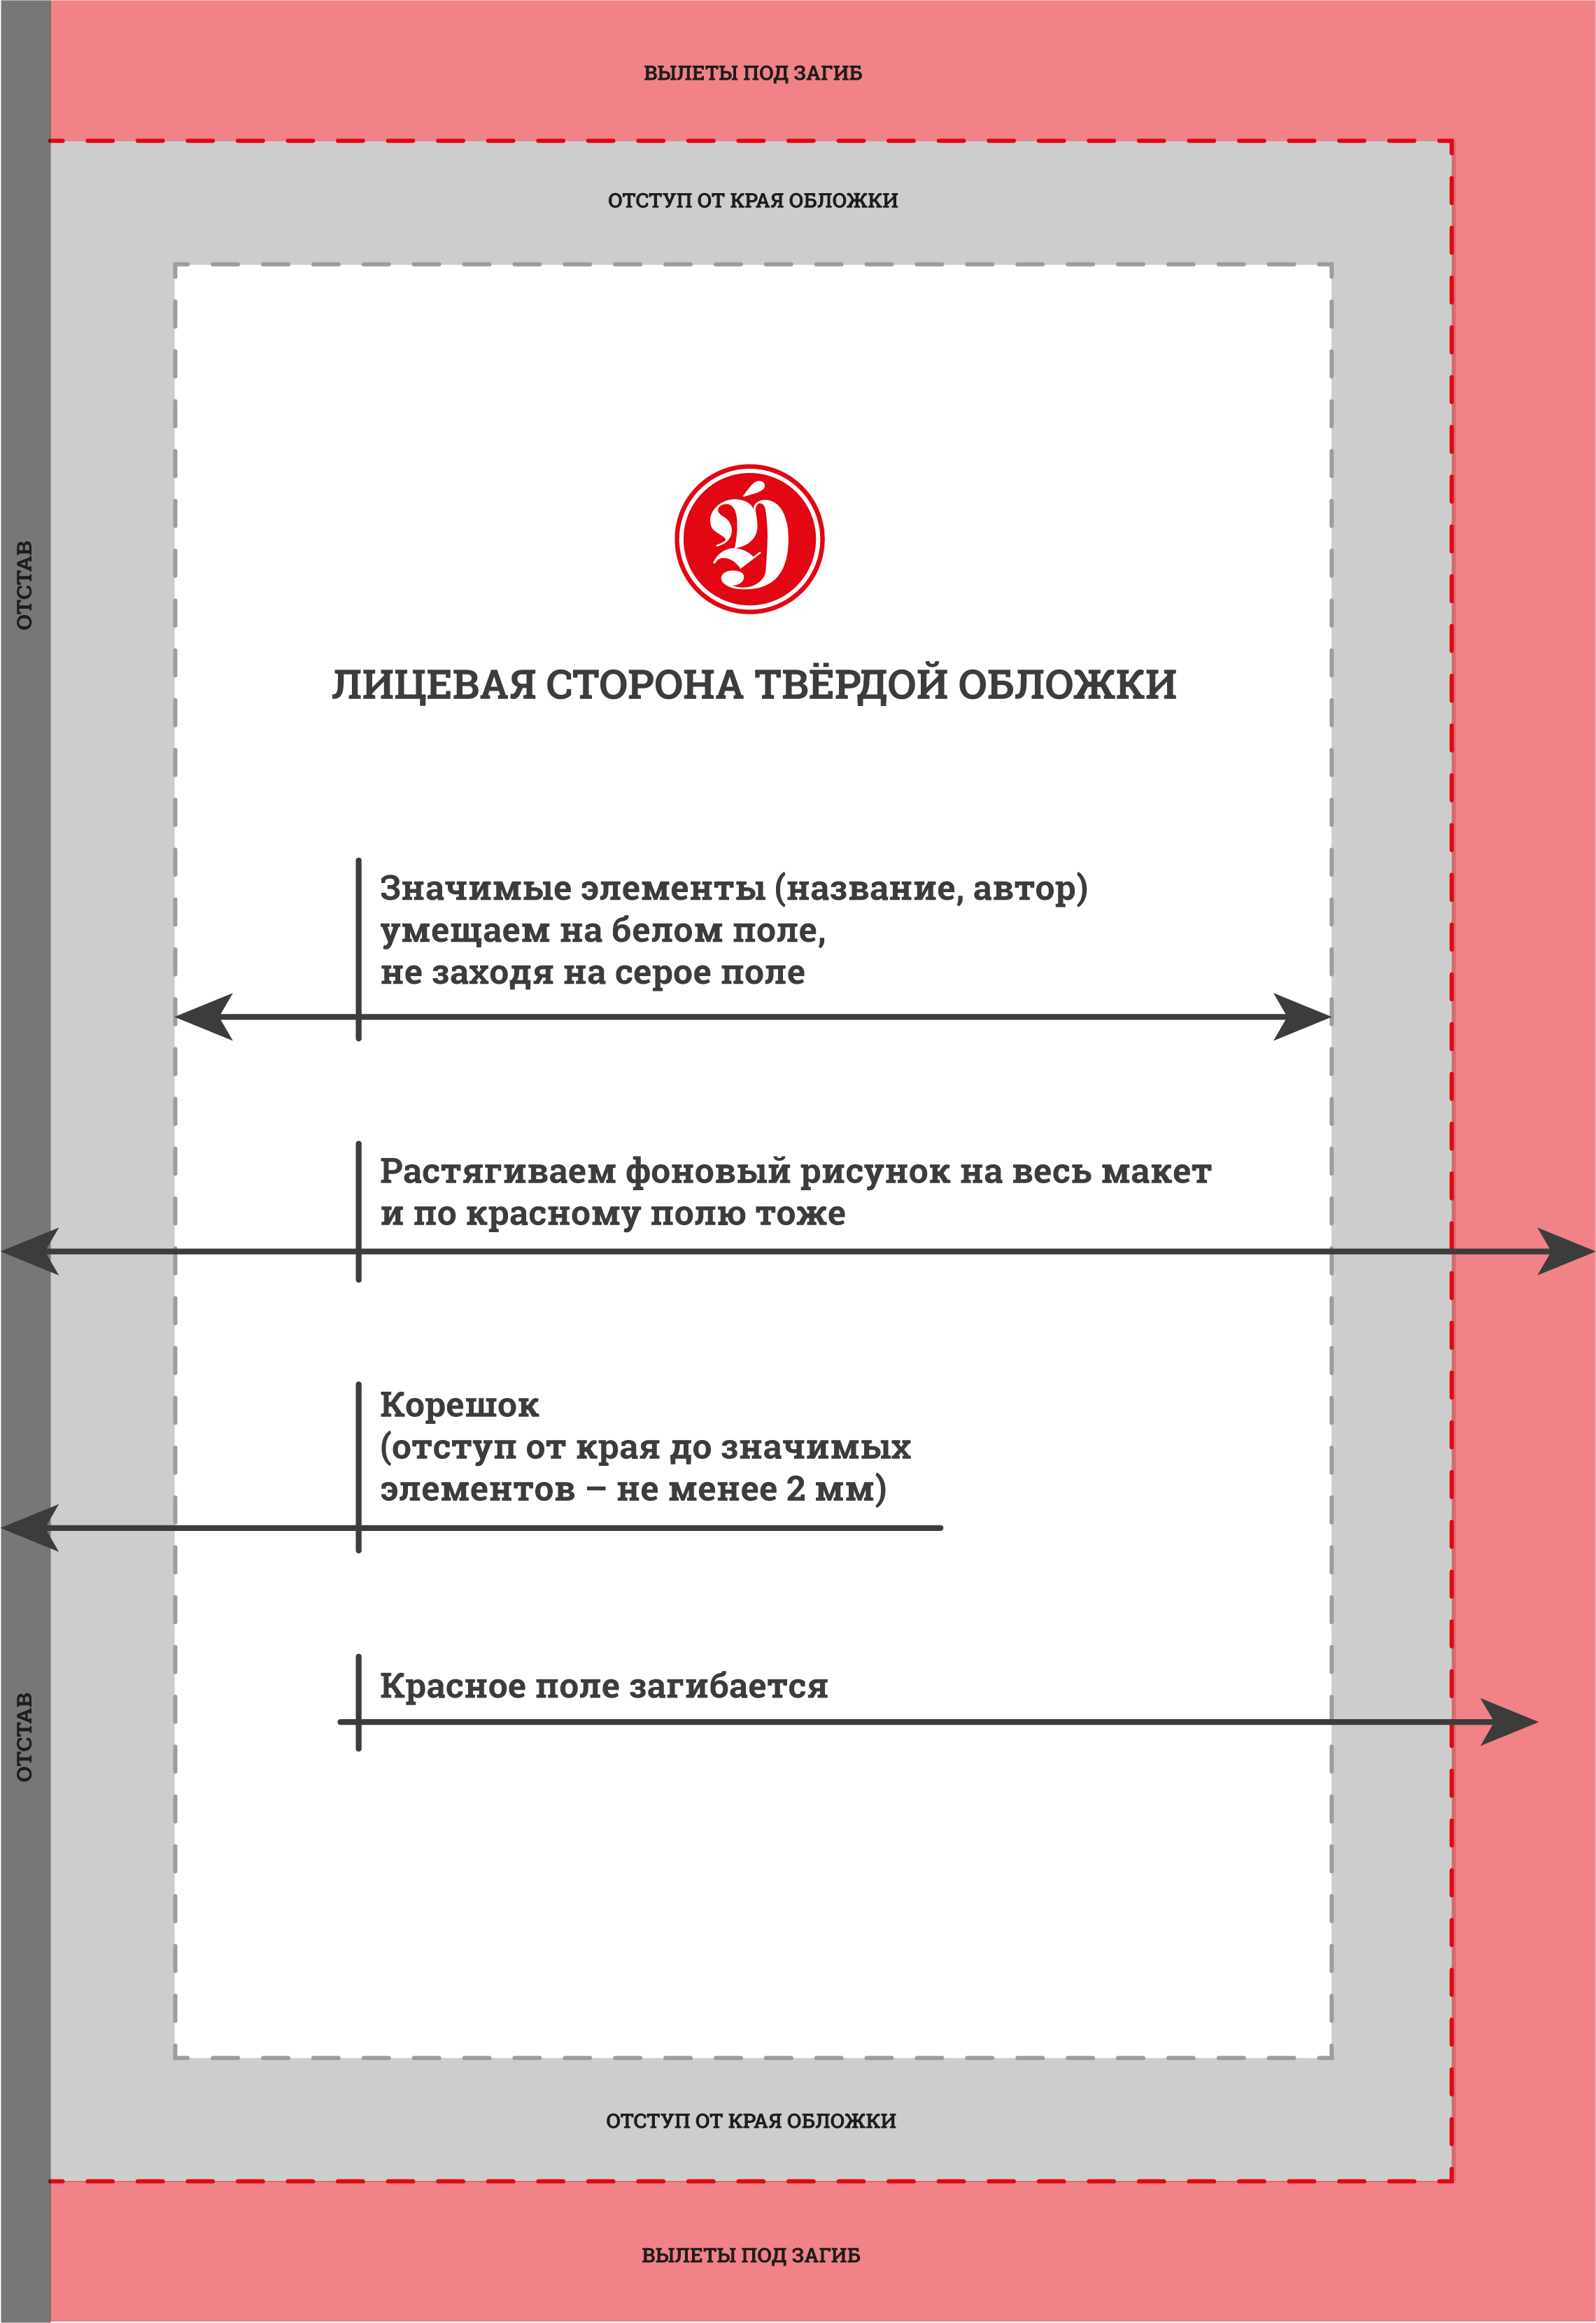 ВЫЛЕТЫ ПОД ЗАГИБ
ОТСТУП ОТ КРАЯ ОБЛОЖКИ
ОТСТАВ
ЛИЦЕВАЯ СТОРОНА ТВЁРДОЙ ОБЛОЖКИ
Значимые элементы (название, автор)
умещаем на белом поле,
не заходя на серое поле
Растягиваем фоновый рисунок на весь макет
и по красному полю тоже
Корешок
(отступ от края до значимых
элементов – не менее 2 мм)
Красное поле загибается
ОТСТАВ
ОТСТУП ОТ КРАЯ ОБЛОЖКИ
ВЫЛЕТЫ ПОД ЗАГИБ